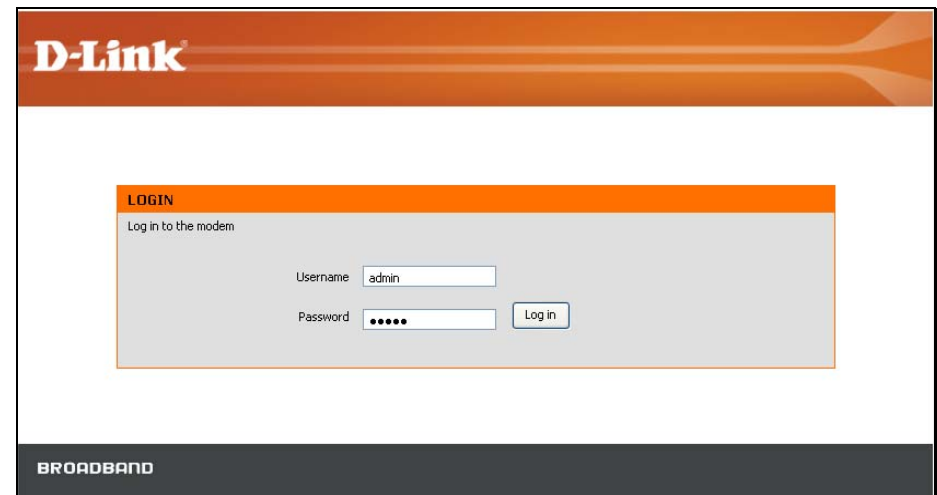 D-Link
LOGIN
Log in to the modem
Username admin
Password •••••
Log in
BROADBAND